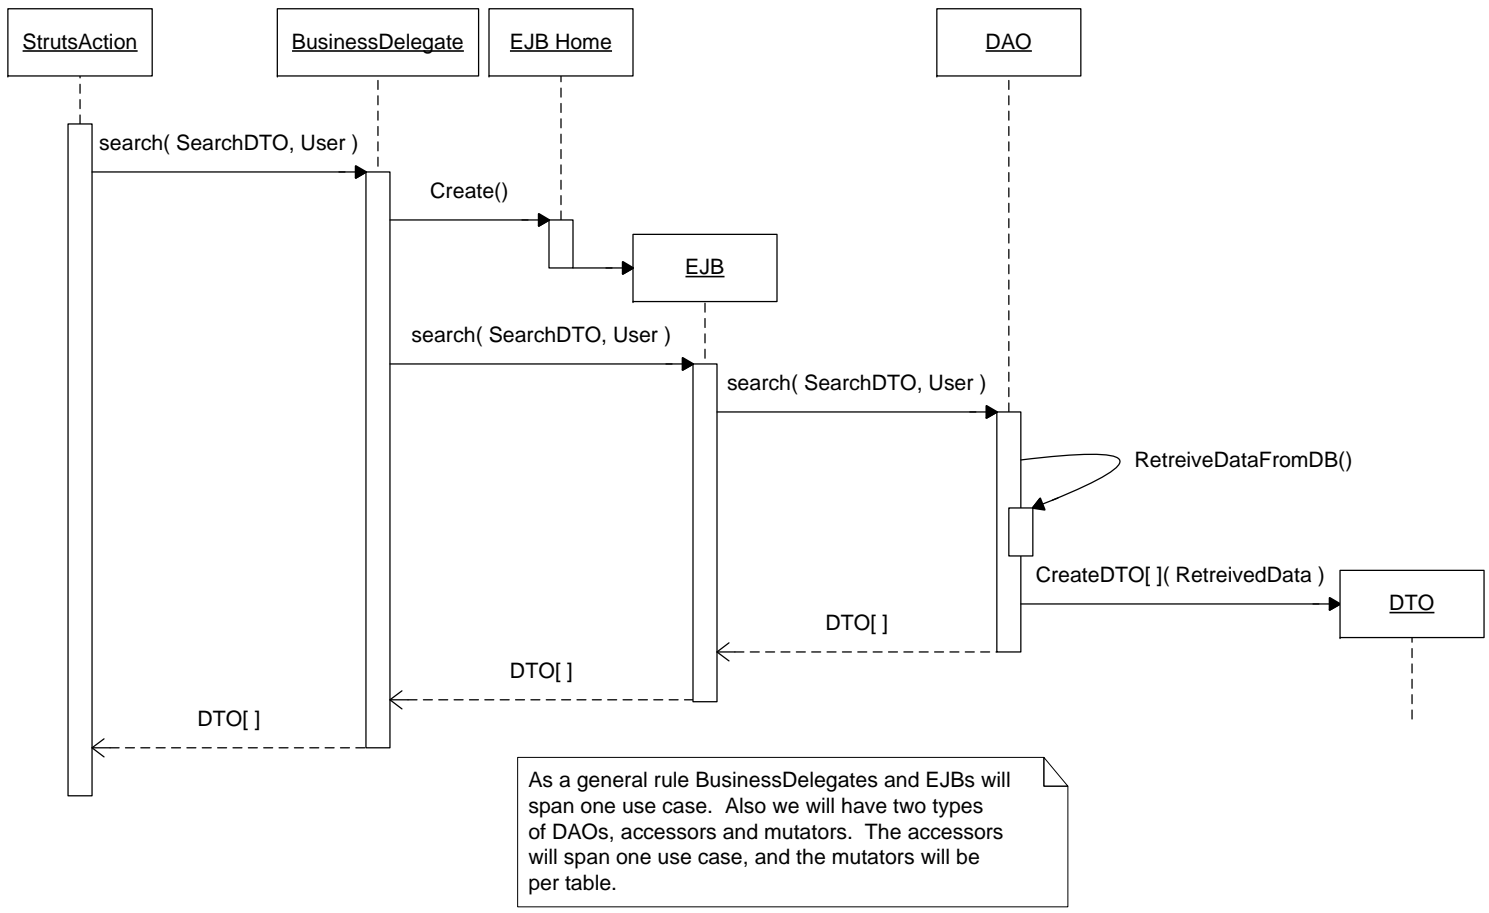 StrutsAction
BusinessDelegate
EJB Home
DAO
search( SearchDTO, User )
Create()
EJB
search( SearchDTO, User )
search( SearchDTO, User )
RetreiveDataFromDB()
CreateDTO[ ]( RetreivedData )
DTO
DTO[ ]
DTO[ ]
DTO[ ]
As a general rule BusinessDelegates and EJBs will
span one use case.  Also we will have two types
of DAOs, accessors and mutators.  The accessors
will span one use case, and the mutators will be
per table.